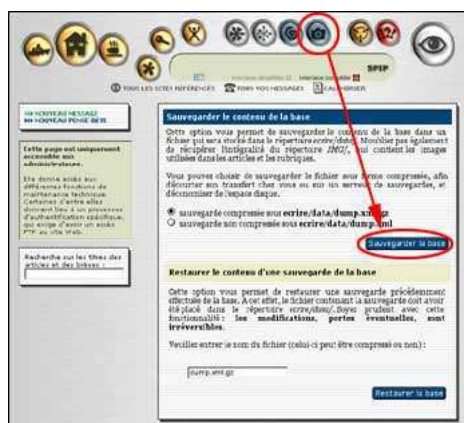 SPIP
TOUS LES SITES RÉFÉRENCÉS TOUS VOS MESSAGES CALENDRIER
NOUVEAU MESSAGE
NOUVEAU PENSE-BETE
Cette page est uniquement
accessible aux
administrateurs.
Elle donne accès aux
différentes fonctions de
maintenance technique.
Certaines d'entre elles
donnent lieu à un processus
d'authentification spécifique,
qui exige d'avoir un accès
FTP au site Web.
Recherche sur les titres des
articles et des brèves :
Sauvegarder le contenu de la base
Cette option vous permet de sauvegarder le contenu de la base dans un
fichier qui sera stocké dans le répertoire ecrire/data/. N'oubliez pas également
de récupérer l'intégralité du répertoire IMG/, qui contient les images
utilisées dans les articles et les rubriques.
Vous pouvez choisir de sauvegarder le fichier sous forme compressée, afin
d'écourter son transfert chez vous ou sur un serveur de sauvegardes, et
d'économiser de l'espace disque.
sauvegarde compressée sous ecrire/data/dump.xml.gz
sauvegarde non compressée sous ecrire/data/dump.xml
Sauvegarder la base
Restaurer le contenu d'une sauvegarde de la base
Cette option vous permet de restaurer une sauvegarde précédemment
effectuée de la base. A cet effet, le fichier contenant la sauvegarde doit avoir
été placé dans le répertoire ecrire/data/. Soyez prudent avec cette
fonctionnalité : les modifications, pertes éventuelles, sont
irréversibles.
Veuillez entrer le nom du fichier (celui-ci peut être compressé ou non) :
dump.xml.gz
Restaurer la base